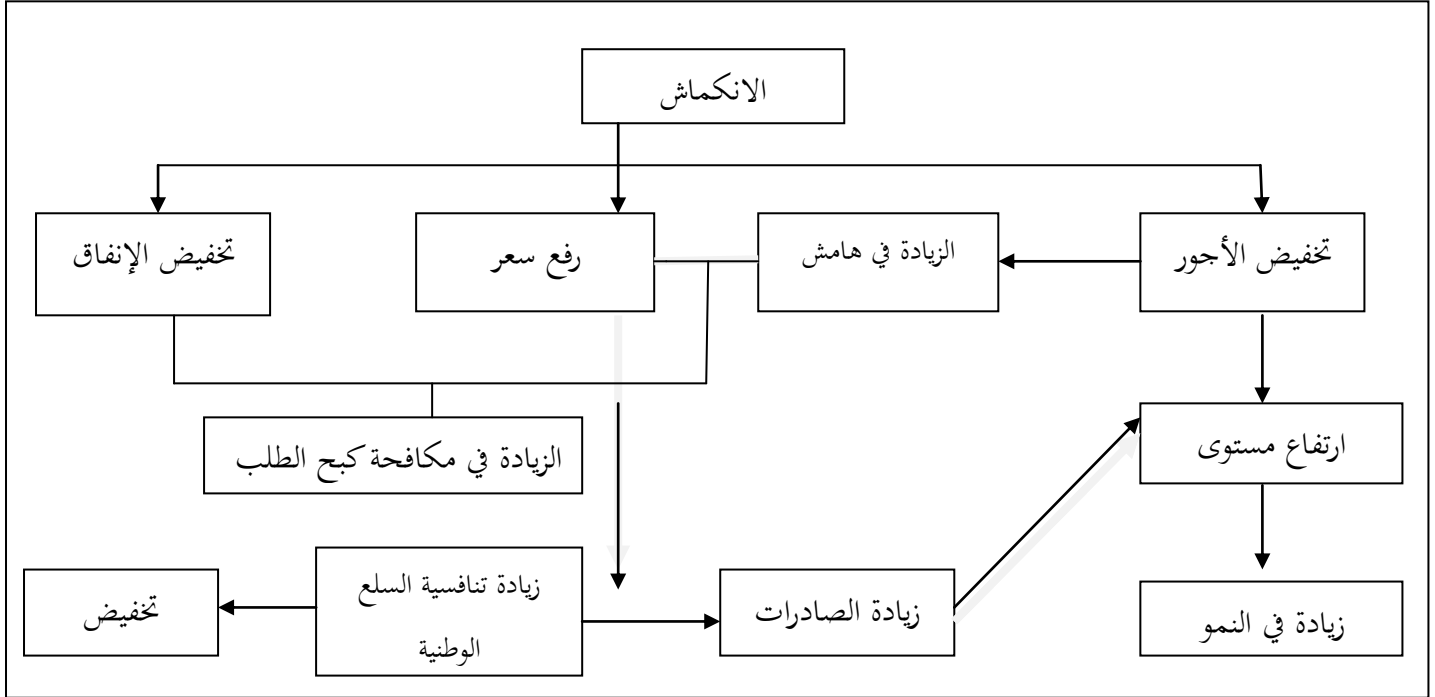 الانكماش
تخفيض الأجور
الزيادة في هامش
رفع سعر
تخفيض الإنفاق
ارتفاع مستوى
الزيادة في مكافحة كبح الطلب
زيادة في النمو
زيادة الصادرات
زيادة تنافسية السلع
الوطنية
تخفيض